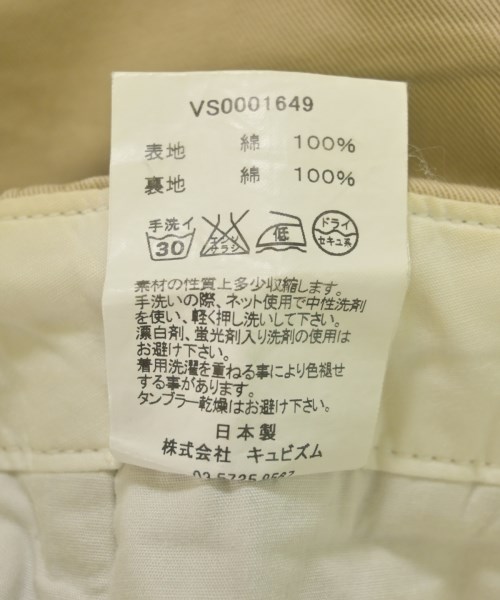 VS0001649
表地 綿 100%
裏地 綿 100%
手洗イ 30 エンソサラシ 低 ドライ セキユ系
素材の性質上多少収縮します。
手洗いの際、ネット使用で中性洗剤
を使い、軽く押し洗いして下さい。
漂白剤、蛍光剤入り洗剤の使用は
お避け下さい。
着用洗濯を重ねる事により色褪せ
する事があります。
タンブラー乾燥はお避け下さい。
日本製
株式会社 キュビズム